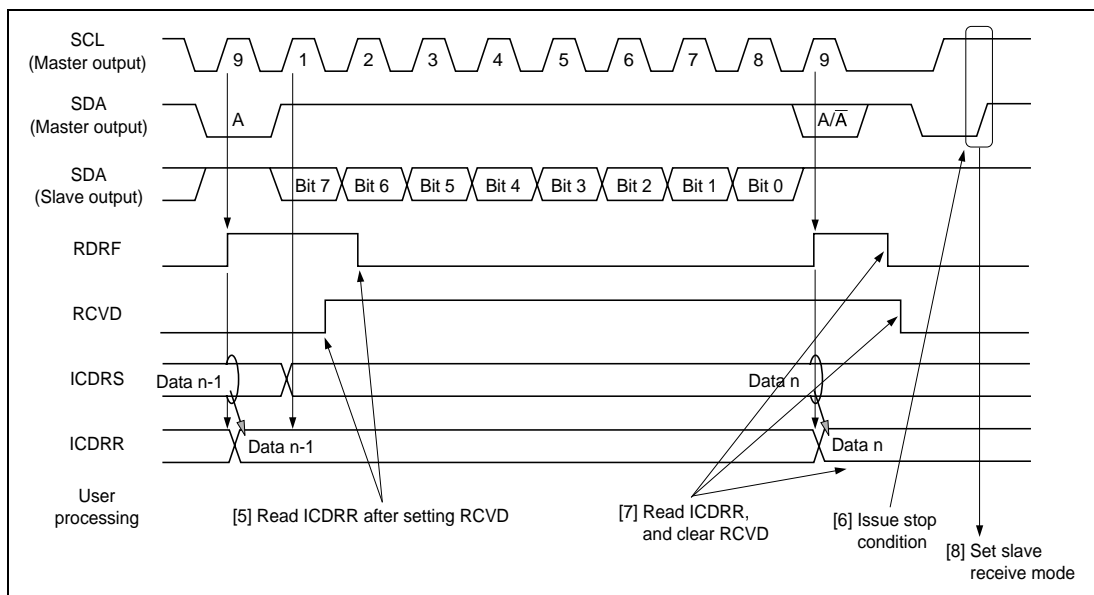 SCL
(Master output)
9 1 2 3 4 5 6 7 8 9
SDA
(Master output)
A A/A̅
SDA
(Slave output)
Bit 7 Bit 6 Bit 5 Bit 4 Bit 3 Bit 2 Bit 1 Bit 0
RDRF
RCVD
ICDRS
Data n-1 Data n
ICDRR
Data n-1 Data n
User
processing
[5] Read ICDRR after setting RCVD
[7] Read ICDRR,
and clear RCVD
[6] Issue stop
condition
[8] Set slave
receive mode